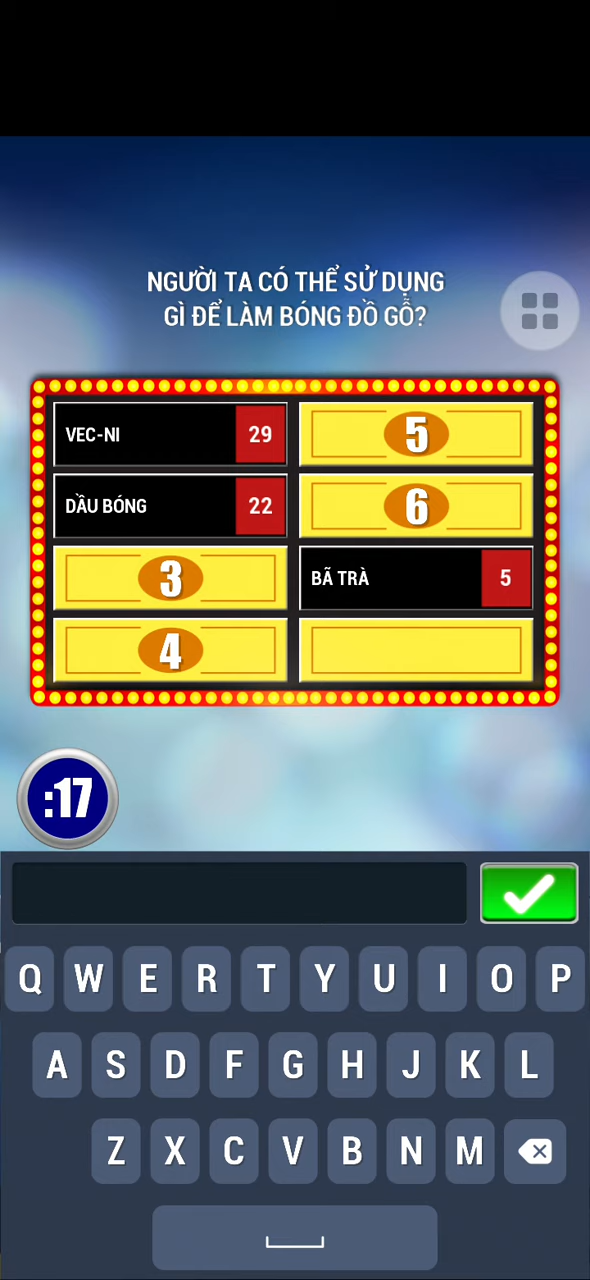 NGƯỜI TA CÓ THỂ SỬ DỤNG
GÌ ĐỂ LÀM BÓNG ĐỒ GỖ?
VEC-NI 29
5
DẦU BÓNG 22
6
3
BÃ TRÀ 5
4
:17
Q W E R T Y U I O P
A S D F G H J K L
Z X C V B N M